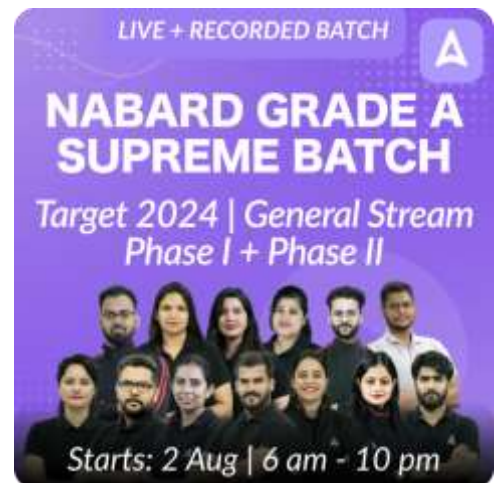 LIVE + RECORDED BATCH
NABARD GRADE A
SUPREME BATCH
Target 2024 | General Stream
Phase I + Phase II
Starts: 2 Aug | 6 am - 10 pm